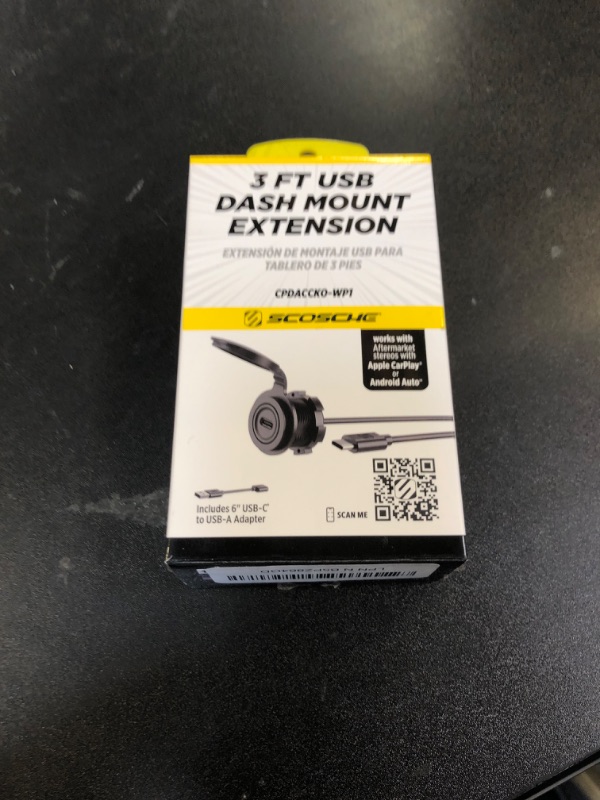 3 FT USB
DASH MOUNT
EXTENSION
EXTENSIÓN DE MONTAJE USB PARA
TABLERO DE 3 PIES
CPDACCK0-WP1
SCOSCHE
works with
Aftermarket
stereos with
Apple CarPlay®
or
Android Auto®
Includes 6" USB-C®
to USB-A Adapter
SCAN ME